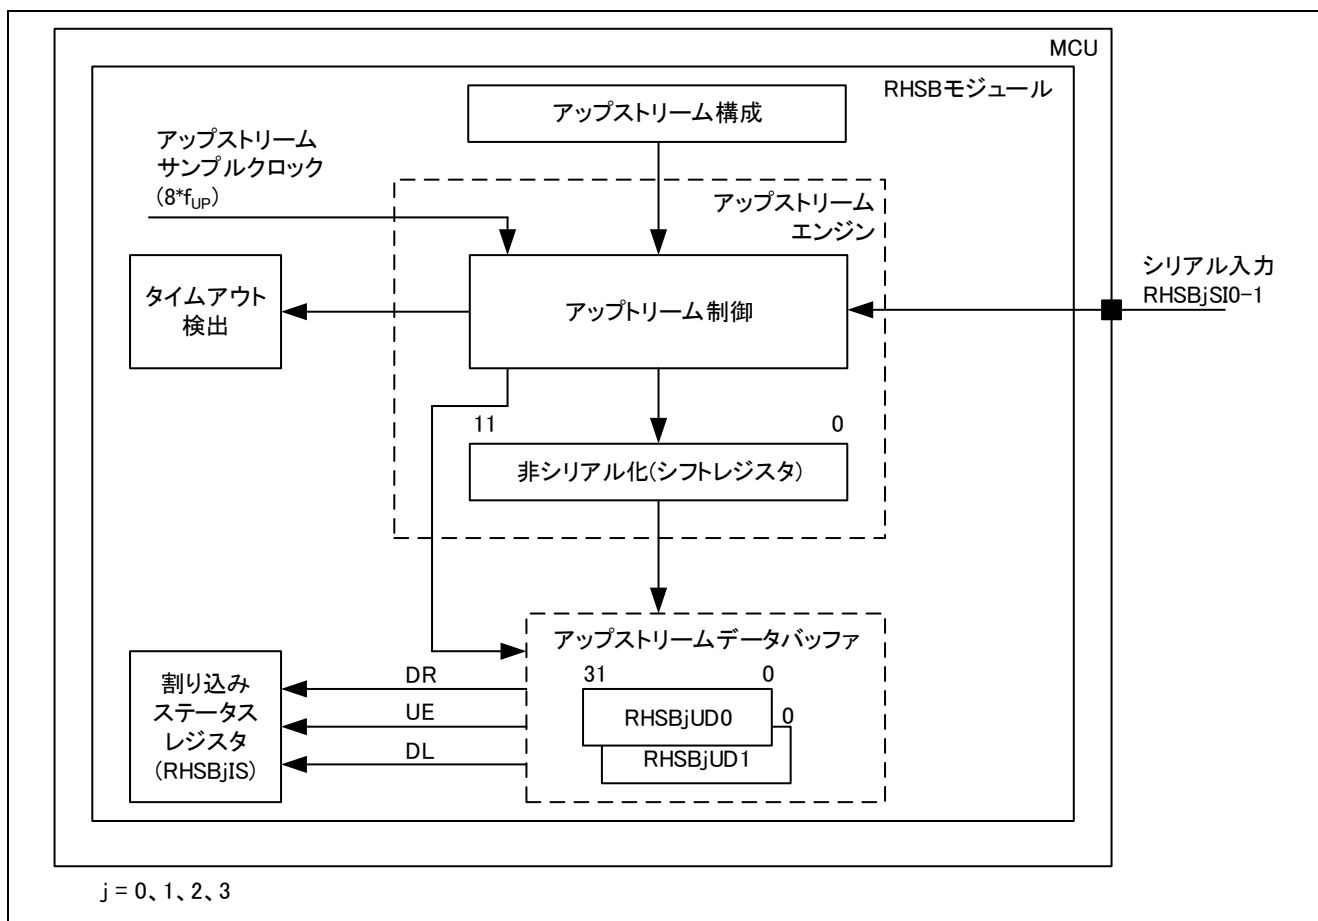 MCU
RHSBモジュール
アップストリーム構成
アップストリーム
サンプルクロック
(8*fUP)
アップストリーム
エンジン
シリアル入力
RHSBjSI0-1
タイムアウト
検出
アップトリーム制御
11
0
非シリアル化(シフトレジスタ)
アップストリームデータバッファ
31
0
割り込み
ステータス
レジスタ
(RHSBjIS)
DR
UE
DL
RHSBjUD0
0
RHSBjUD1
j = 0、1、2、3